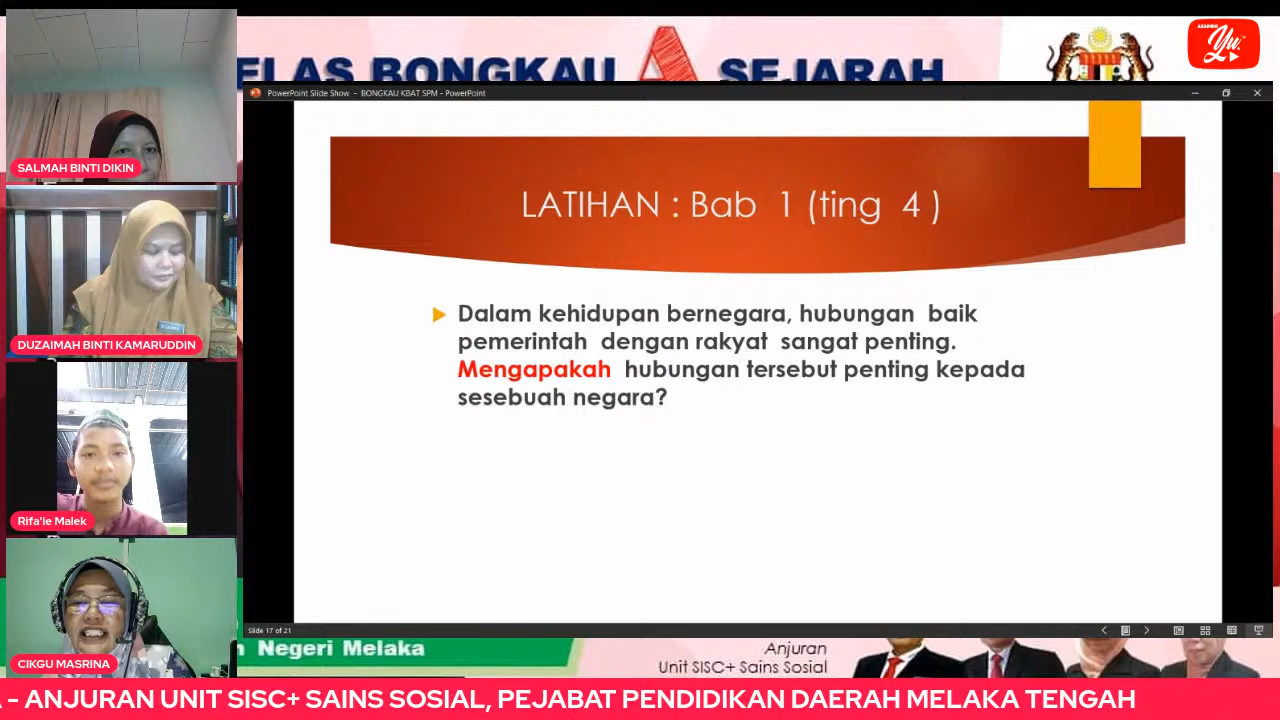 ELAS BONGKAU A SEJARAH
AKADEMI
Yu
PowerPoint Slide Show - BONGKAU KBAT SPM - PowerPoint
SALMAH BINTI DIKIN
DUZAIMAH BINTI KAMARUDDIN
Rifa'ie Malek
CIKGU MASRINA
LATIHAN : Bab 1 (ting 4 )
Dalam kehidupan bernegara, hubungan baik
pemerintah dengan rakyat sangat penting.
Mengapakah hubungan tersebut penting kepada
sesebuah negara?
Slide 17 of 21
Negeri Melaka
Anjuran
Unit SISC+ Sains Sosial
- ANJURAN UNIT SISC+ SAINS SOSIAL, PEJABAT PENDIDIKAN DAERAH MELAKA TENGAH